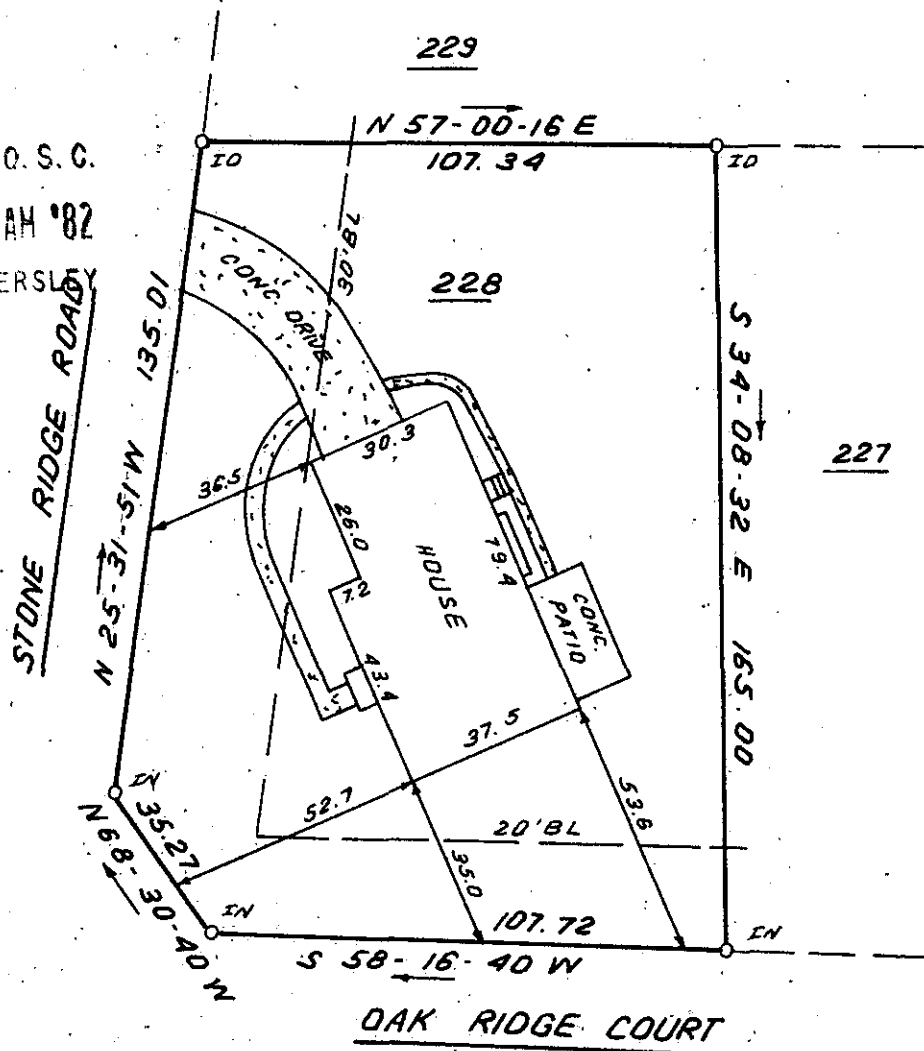 229
N 57-00-16 E
107.34
IO
IO
O. S. C.
AM '82
ERSLEY
30' BL
CONC. DRIVE
228
STONE RIDGE ROAD
N 25-31-51 W 135.01
S 34-08-32 E 165.00
227
36.5
30.3
26.0
7.2
HOUSE
79.4
CONC.
PATIO
43.4
37.5
52.7
53.6
20' BL
35.0
IN
35.27
N 68-30-40 W
IN
107.72
IN
S 58-16-40 W
OAK RIDGE COURT